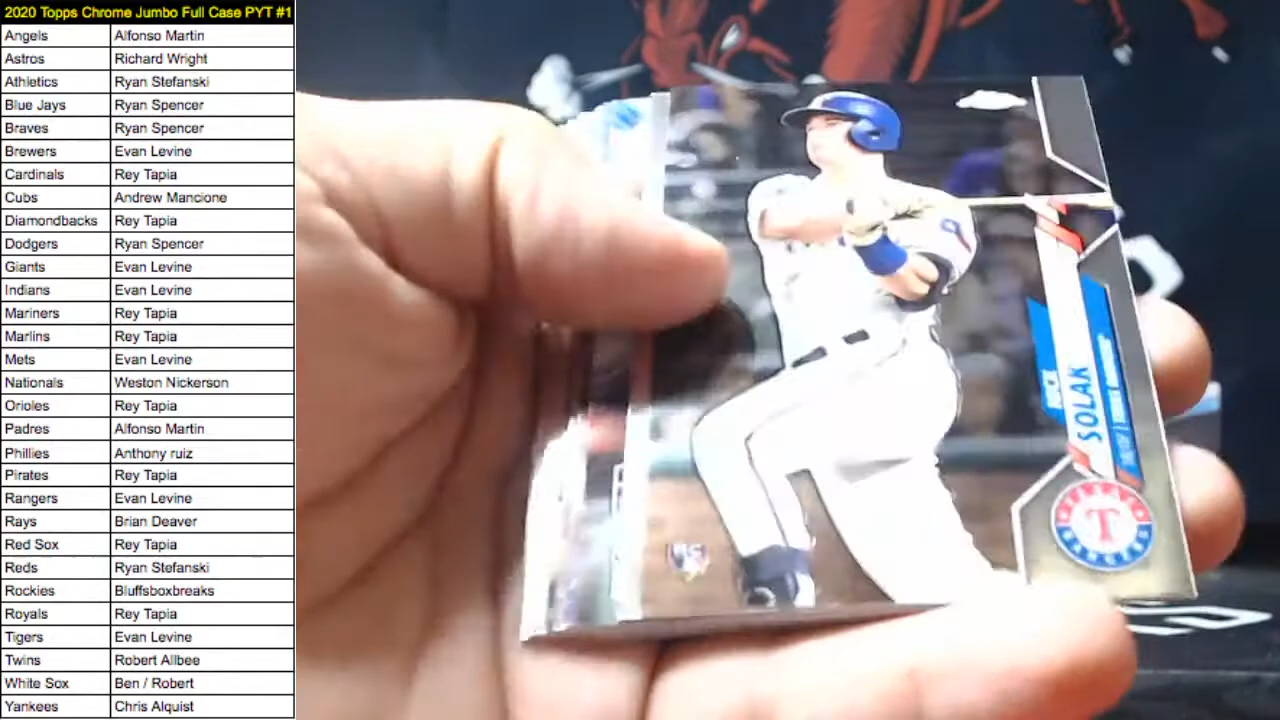 2020 Topps Chrome Jumbo Full Case PYT #1
Angels Alfonso Martin
Astros Richard Wright
Athletics Ryan Stefanski
Blue Jays Ryan Spencer
Braves Ryan Spencer
Brewers Evan Levine
Cardinals Rey Tapia
Cubs Andrew Mancione
Diamondbacks Rey Tapia
Dodgers Ryan Spencer
Giants Evan Levine
Indians Evan Levine
Mariners Rey Tapia
Marlins Rey Tapia
Mets Evan Levine
Nationals Weston Nickerson
Orioles Rey Tapia
Padres Alfonso Martin
Phillies Anthony ruiz
Pirates Rey Tapia
Rangers Evan Levine
Rays Brian Deaver
Red Sox Rey Tapia
Reds Ryan Stefanski
Rockies Bluffsboxbreaks
Royals Rey Tapia
Tigers Evan Levine
Twins Robert Allbee
White Sox Ben / Robert
Yankees Chris Alquist
NICK
SOLAK
TEXAS
T
RANGERS